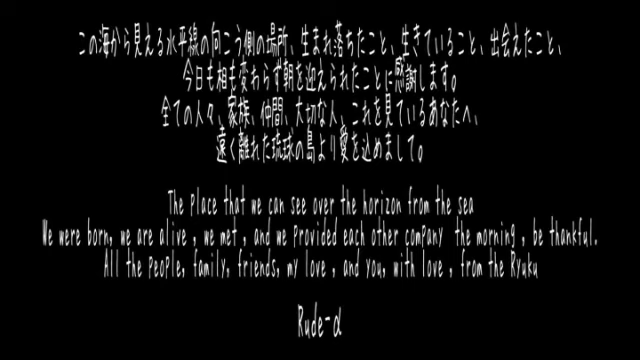 この海から見える水平線の向こう側の場所、生まれ落ちたこと、生きていること、出会えたこと、
今日も相も変わらず朝を迎えられたことに感謝します。
全ての人々、家族、仲間、大切な人、これを見ているあなたへ、
遠く離れた琉球の島より愛を込めまして。
The place that we can see over the horizon from the sea
We were born, we are alive , we met , and we provided each other company the morning , be thankful.
All the people, family, friends, my love , and you, with love , from the Ryuku
Rude-α